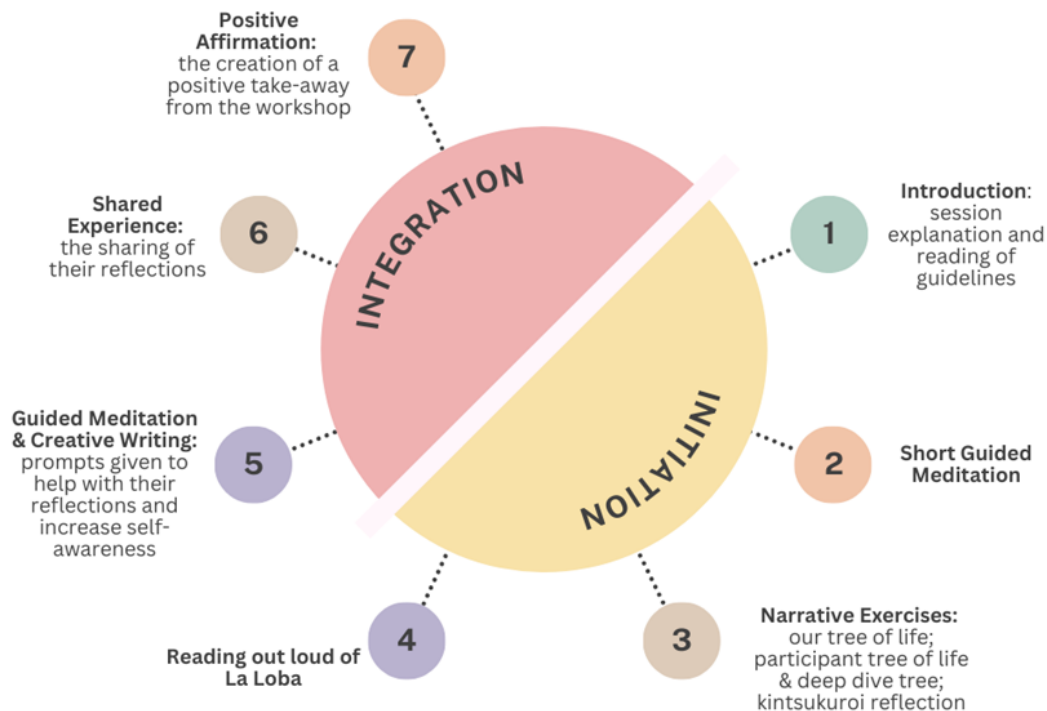 Positive
Affirmation:
the creation of a
positive take-away
from the workshop
7
INTEGRATION
Shared
Experience:
the sharing of
their reflections
6
1
Introduction:
session
explanation and
reading of
guidelines
Guided Meditation
& Creative Writing:
prompts given to
help with their
reflections and
increase self-
awareness
5
INITIATION
2
Short Guided
Meditation
Reading out loud of
La Loba
4
3
Narrative Exercises:
our tree of life;
participant tree of life
& deep dive tree;
kintsukuroi reflection